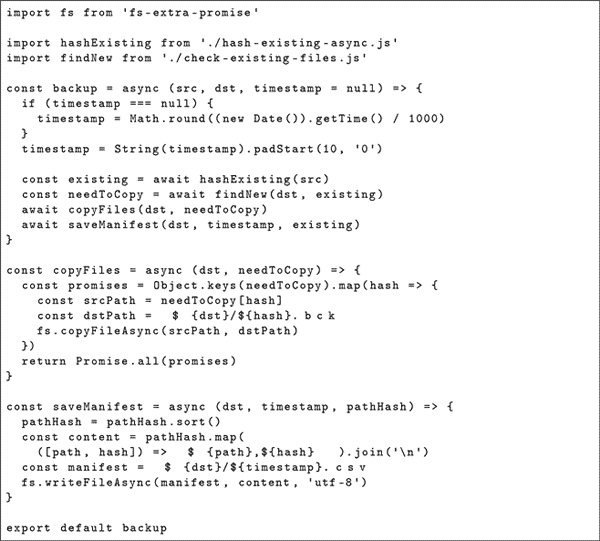 import fs from 'fs-extra-promise'

import hashExisting from './hash-existing-async.js'
import findNew from './check-existing-files.js'

const backup = async (src, dst, timestamp = null) => {
  if (timestamp === null) {
    timestamp = Math.round((new Date()).getTime() / 1000)
  }
  timestamp = String(timestamp).padStart(10, '0')

  const existing = await hashExisting(src)
  const needToCopy = await findNew(dst, existing)
  await copyFiles(dst, needToCopy)
  await saveManifest(dst, timestamp, existing)
}

const copyFiles = async (dst, needToCopy) => {
  const promises = Object.keys(needToCopy).map(hash => {
    const srcPath = needToCopy[hash]
    const dstPath =  $ {dst}/${hash}. b c k
    fs.copyFileAsync(srcPath, dstPath)
  })
  return Promise.all(promises)
}

const saveManifest = async (dst, timestamp, pathHash) => {
  pathHash = pathHash.sort()
  const content = pathHash.map(
    ([path, hash]) =>  $ {path},${hash}  ).join('\n')
  const manifest =  $ {dst}/${timestamp}. c s v
  fs.writeFileAsync(manifest, content, 'utf-8')
}

export default backup